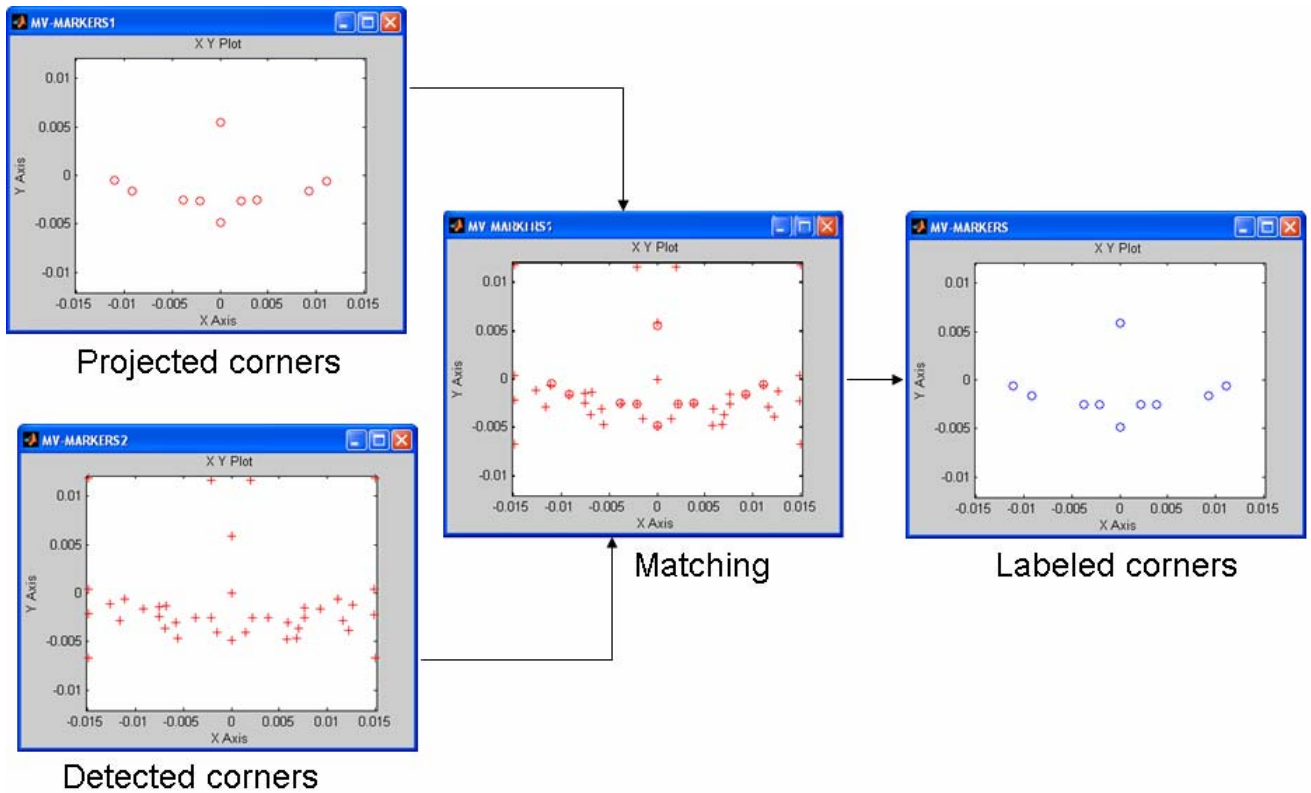 MV-MARKERS1
X Y Plot
0.01
0.005
0
-0.005
-0.01
Y Axis
-0.015 -0.01 -0.005 0 0.005 0.01 0.015
X Axis
Projected corners
MV-MARKERS2
X Y Plot
0.01
0.005
0
-0.005
-0.01
Y Axis
-0.015 -0.01 -0.005 0 0.005 0.01 0.015
X Axis
Detected corners
X Y Plot
0.01
0.005
0
-0.005
-0.01
Y Axis
-0.015 -0.01 -0.005 0 0.005 0.01 0.015
X Axis
Matching
MV-MARKERS
X Y Plot
0.01
0.005
0
-0.005
-0.01
Y Axis
-0.015 -0.01 -0.005 0 0.005 0.01 0.015
X Axis
Labeled corners